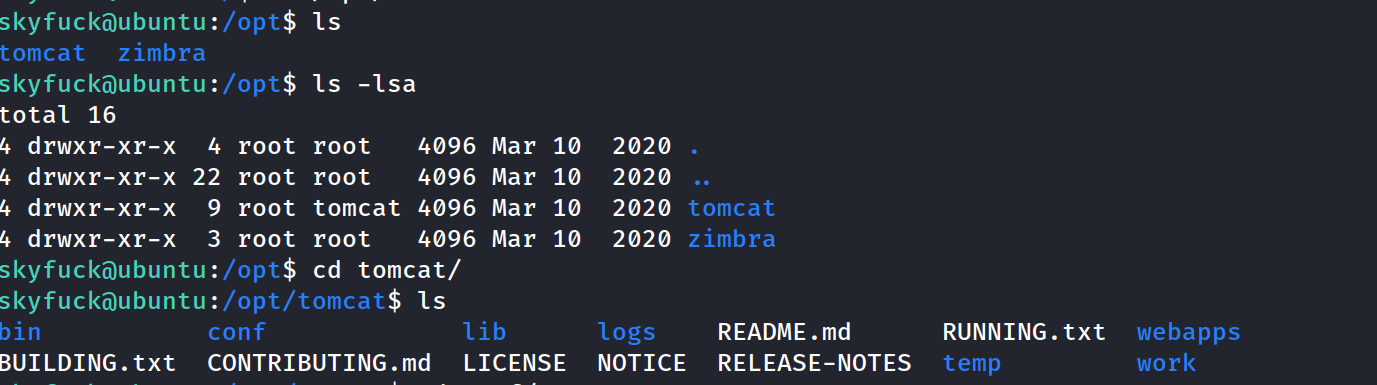 skyfuck@ubuntu:/opt$ ls
tomcat  zimbra
skyfuck@ubuntu:/opt$ ls -lsa
total 16
4 drwxr-xr-x  4 root root   4096 Mar 10  2020 .
4 drwxr-xr-x 22 root root   4096 Mar 10  2020 ..
4 drwxr-xr-x  9 root tomcat 4096 Mar 10  2020 tomcat
4 drwxr-xr-x  3 root root   4096 Mar 10  2020 zimbra
skyfuck@ubuntu:/opt$ cd tomcat/
skyfuck@ubuntu:/opt/tomcat$ ls
bin           conf             lib      logs    README.md      RUNNING.txt  webapps
BUILDING.txt  CONTRIBUTING.md  LICENSE  NOTICE  RELEASE-NOTES  temp         work